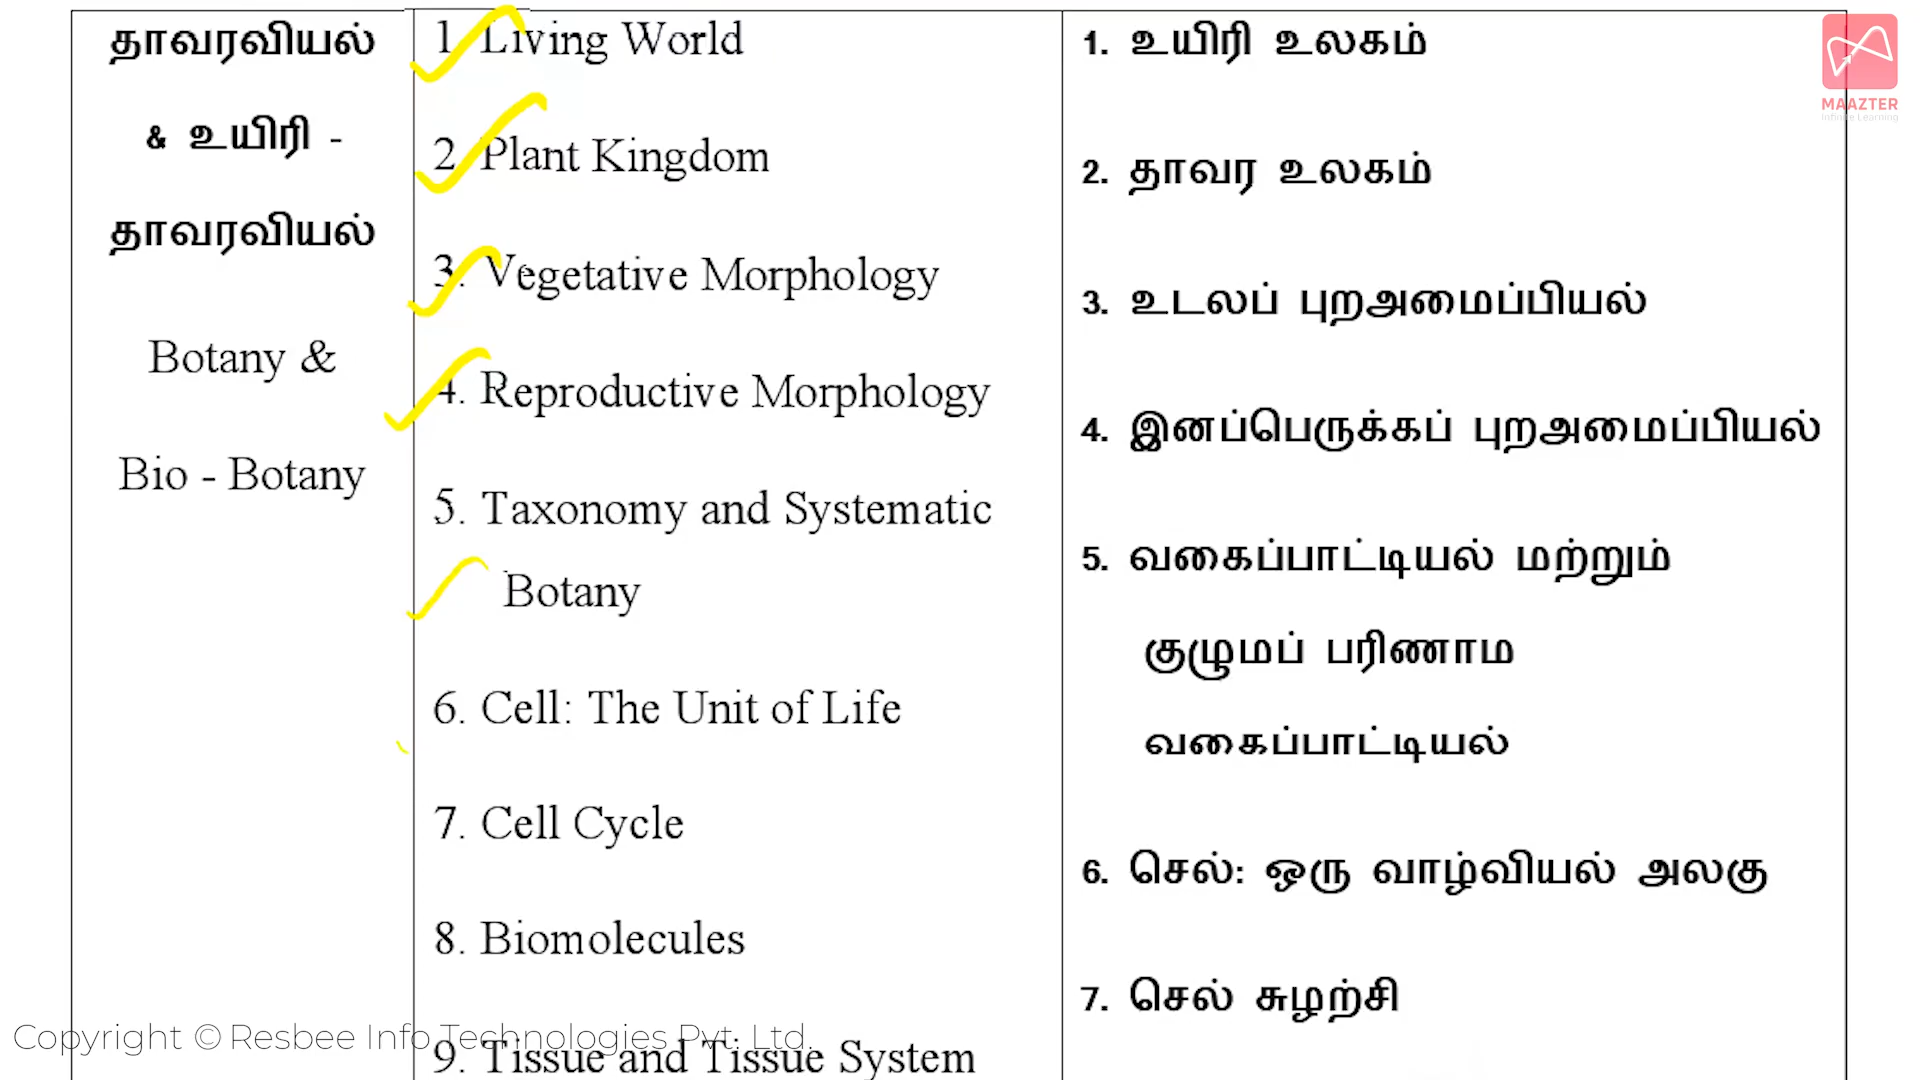 தாவரவியல்
& உயிரி -
தாவரவியல்
Botany &
Bio - Botany
1. Living World
2. Plant Kingdom
3. Vegetative Morphology
4. Reproductive Morphology
5. Taxonomy and Systematic
Botany
6. Cell: The Unit of Life
7. Cell Cycle
8. Biomolecules
9. Tissue and Tissue System
1. உயிரி உலகம்
2. தாவர உலகம்
3. உடலப் புறஅமைப்பியல்
4. இனப்பெருக்கப் புறஅமைப்பியல்
5. வகைப்பாட்டியல் மற்றும்
குழுமப் பரிணாம
வகைப்பாட்டியல்
6. செல்: ஒரு வாழ்வியல் அலகு
7. செல் சுழற்சி
MAAZTER
Infinite Learning
Copyright © Resbee Info Technologies Pvt. Ltd.